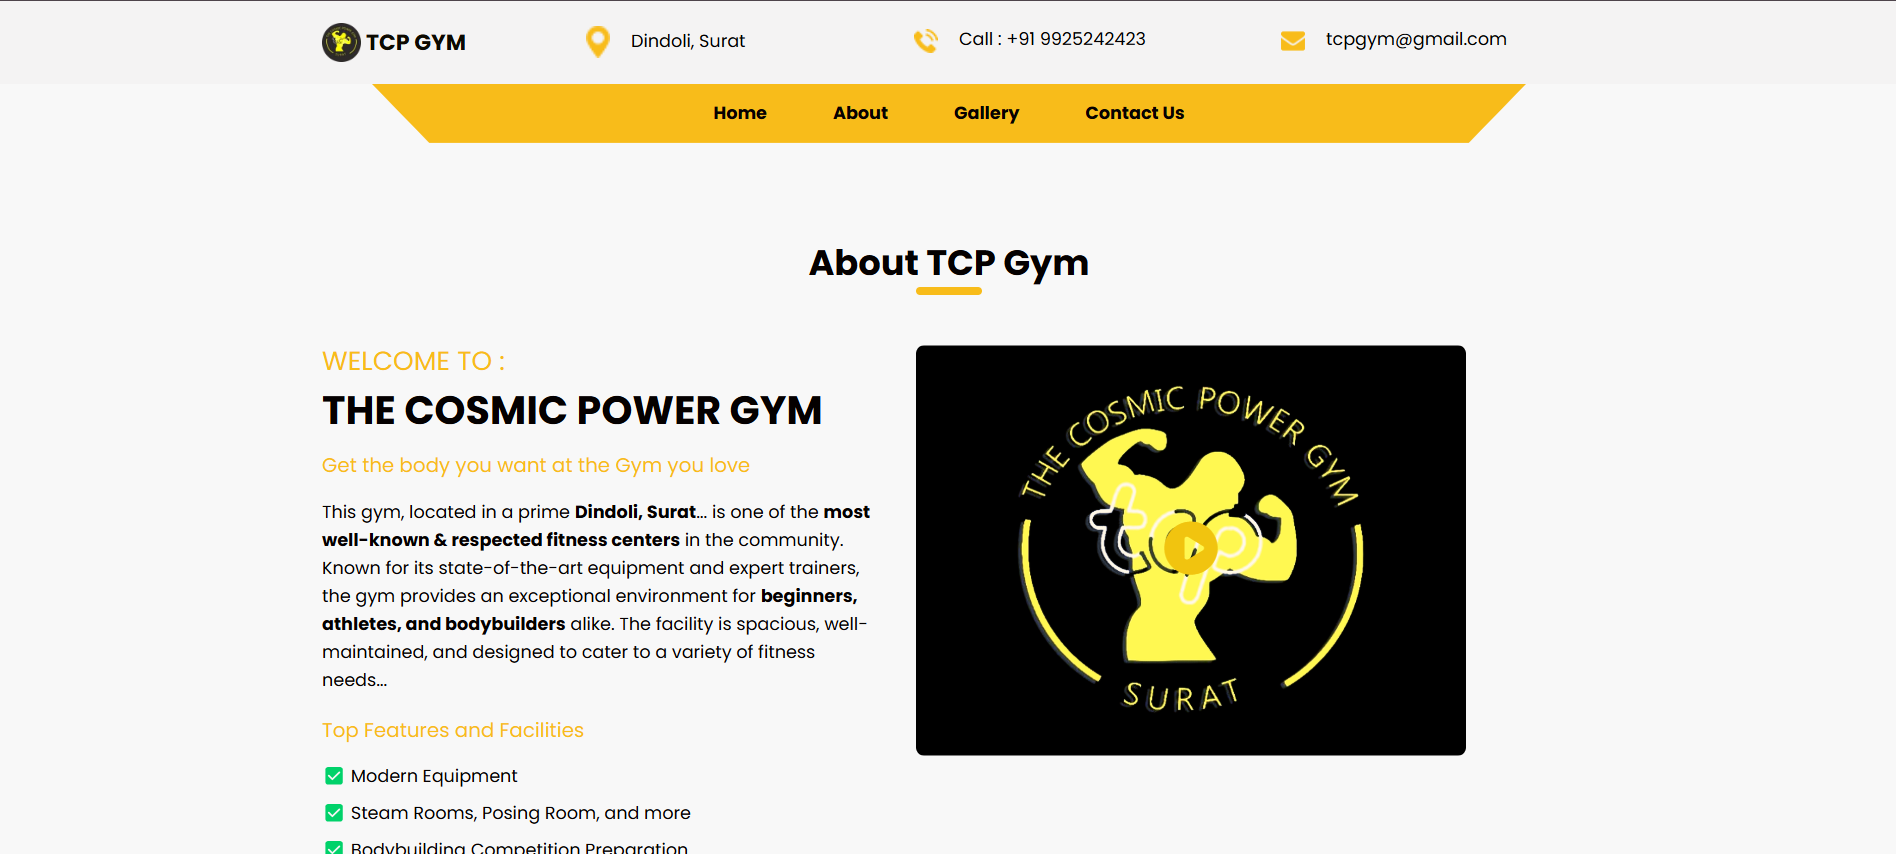 TCP GYM
Dindoli, Surat
Call : +91 9925242423
tcpgym@gmail.com
Home About Gallery Contact Us
About TCP Gym
WELCOME TO :
THE COSMIC POWER GYM
Get the body you want at the Gym you love
This gym, located in a prime Dindoli, Surat... is one of the most
well-known & respected fitness centers in the community.
Known for its state-of-the-art equipment and expert trainers,
the gym provides an exceptional environment for beginners,
athletes, and bodybuilders alike. The facility is spacious, well-
maintained, and designed to cater to a variety of fitness
needs...
Top Features and Facilities
Modern Equipment
Steam Rooms, Posing Room, and more
Bodybuilding Competition Preparation
THE COSMIC POWER GYM
tcp
SURAT